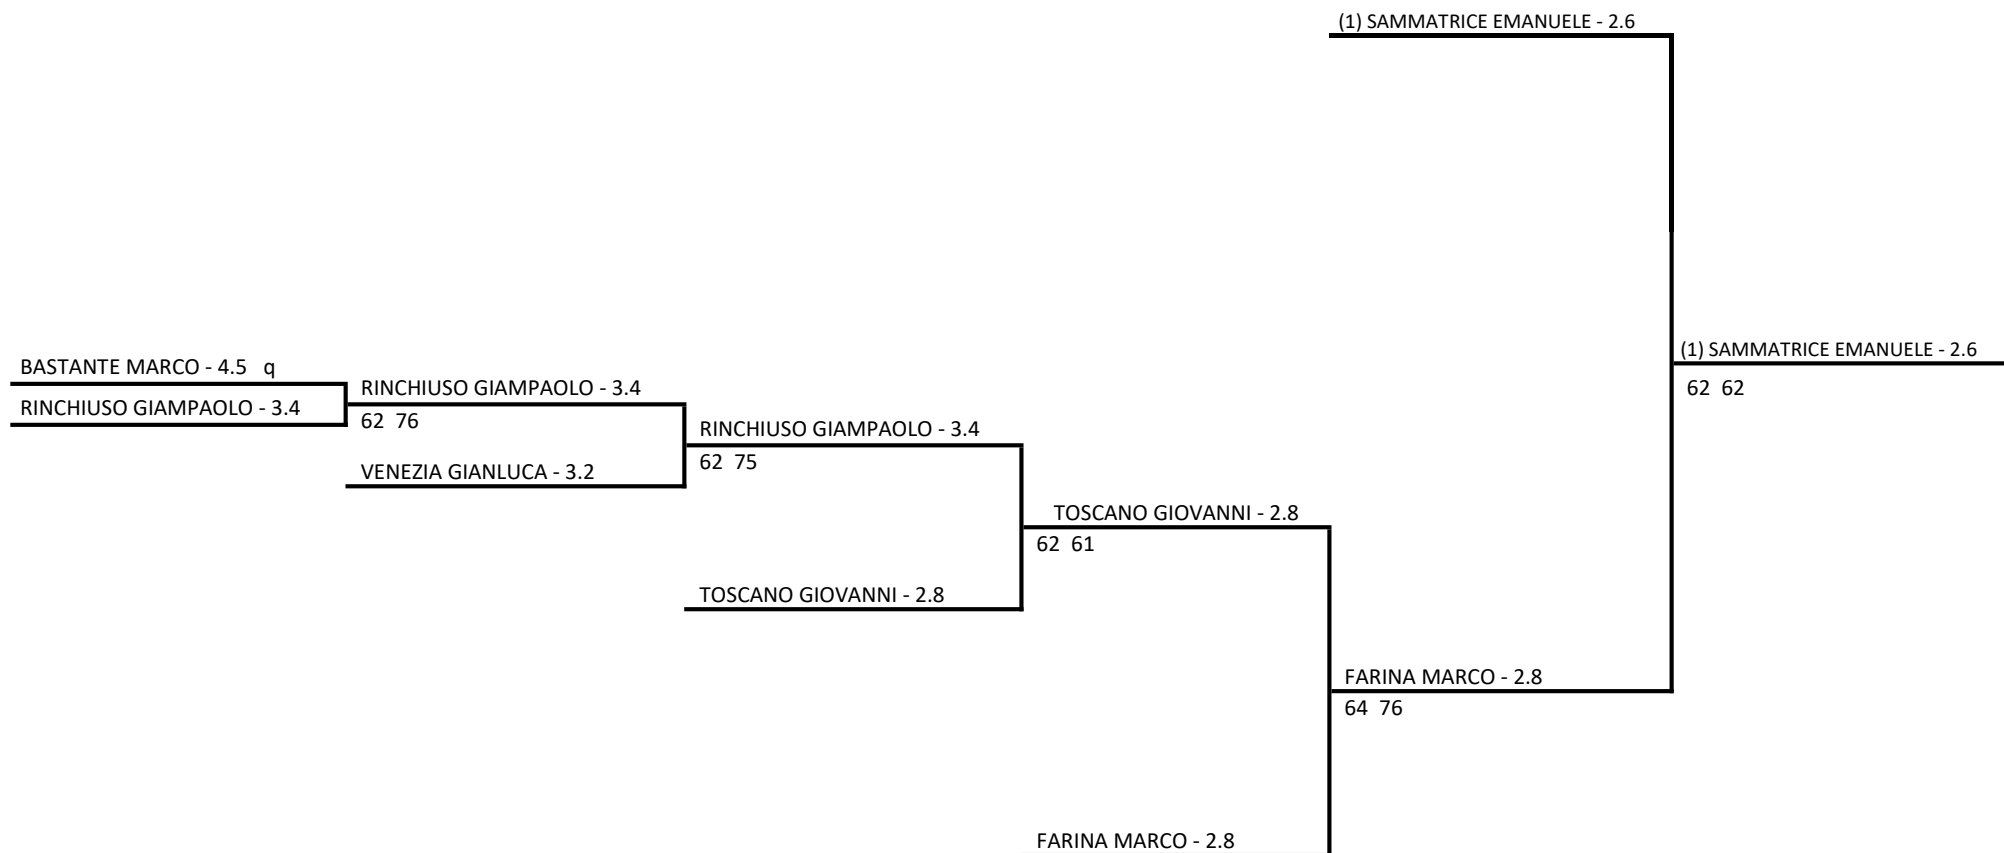 (1) SAMMATRICE EMANUELE - 2.6
(1) SAMMATRICE EMANUELE - 2.6
62 62
BASTANTE MARCO - 4.5 q
RINCHIUSO GIAMPAOLO - 3.4
RINCHIUSO GIAMPAOLO - 3.4
62 76
RINCHIUSO GIAMPAOLO - 3.4
62 75
VENEZIA GIANLUCA - 3.2
TOSCANO GIOVANNI - 2.8
62 61
TOSCANO GIOVANNI - 2.8
FARINA MARCO - 2.8
64 76
FARINA MARCO - 2.8